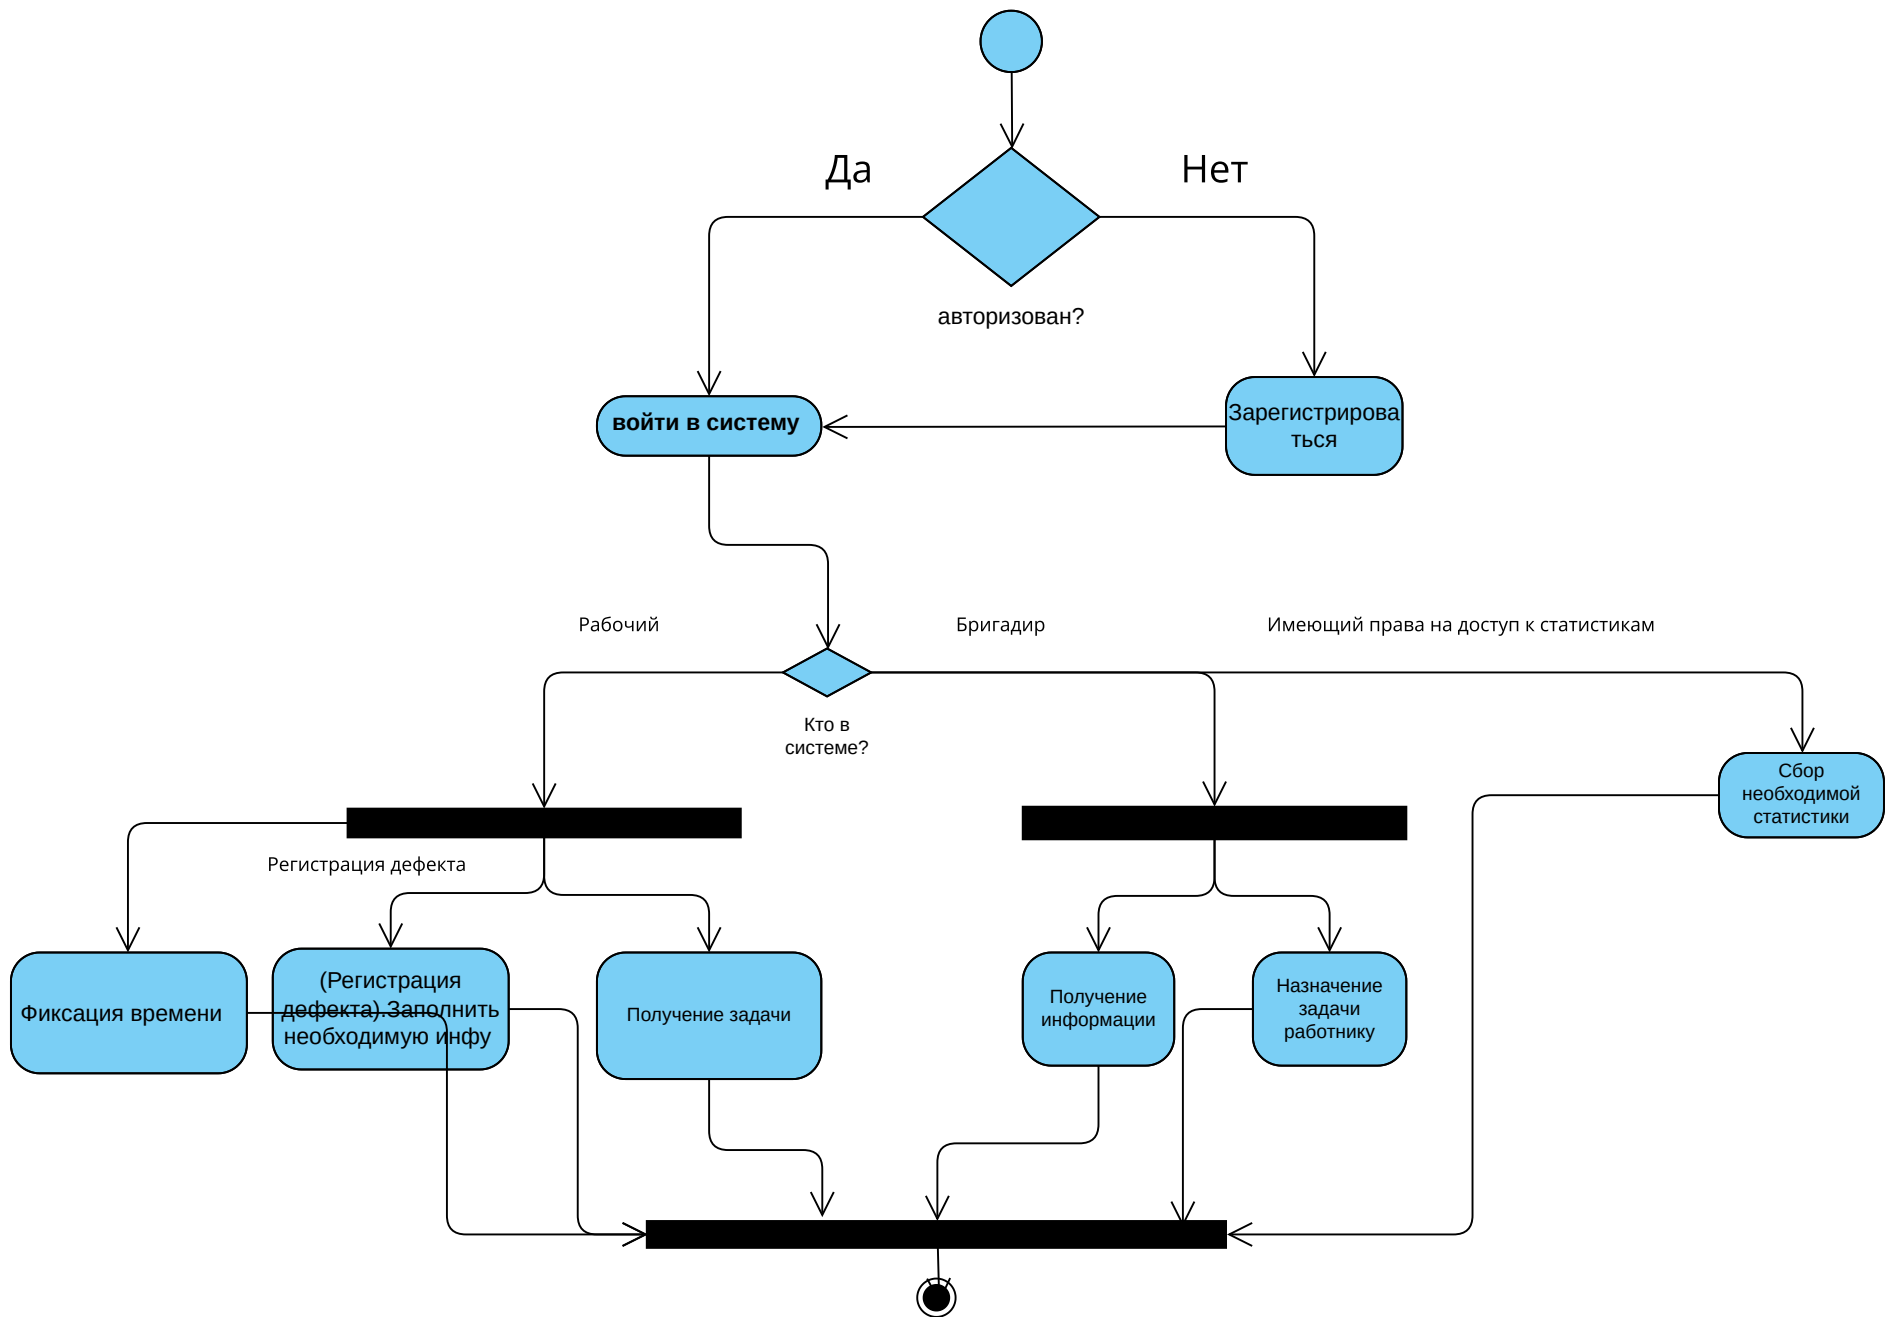 Да
Нет
авторизован?
войти в систему
Зарегистрирова
ться
Рабочий
Бригадир
Имеющий права на доступ к статистикам
Кто в
системе?
Сбор
необходимой
статистики
Регистрация дефекта
Фиксация времени
(Регистрация
дефекта).Заполнить
необходимую инфу
Получение задачи
Получение
информации
Назначение
задачи
работнику